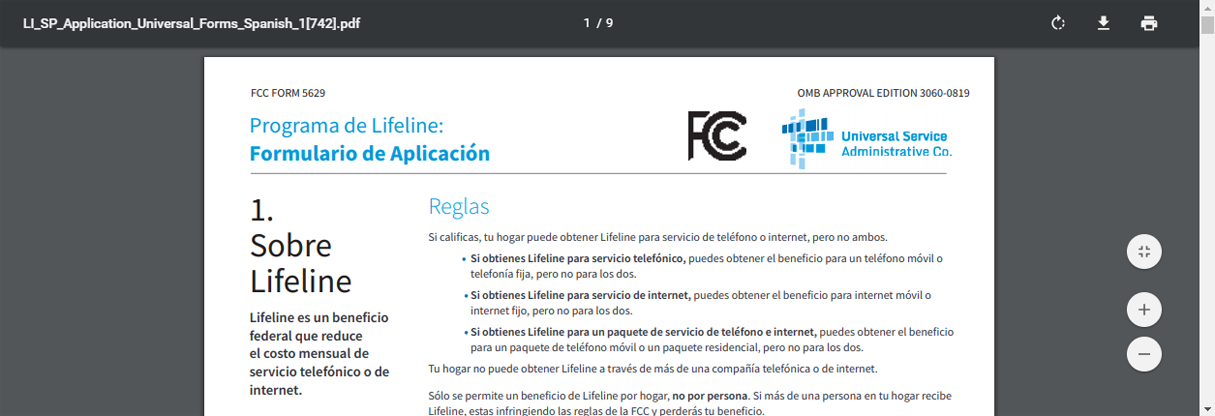 LI_SP_Application_Universal_Forms_Spanish_1[742].pdf
1 / 9
FCC FORM 5629
OMB APPROVAL EDITION 3060-0819
Programa de Lifeline:
Formulario de Aplicación
FCC
Universal Service
Administrative Co.
1.
Sobre
Lifeline
Lifeline es un beneficio
federal que reduce
el costo mensual de
servicio telefónico o de
internet.
Reglas
Si calificas, tu hogar puede obtener Lifeline para servicio de teléfono o internet, pero no ambos.
• Si obtienes Lifeline para servicio telefónico, puedes obtener el beneficio para un teléfono móvil o
telefonía fija, pero no para los dos.
• Si obtienes Lifeline para servicio de internet, puedes obtener el beneficio para internet móvil o
internet fijo, pero no para los dos.
• Si obtienes Lifeline para un paquete de servicio de teléfono e internet, puedes obtener el beneficio
para un paquete de teléfono móvil o un paquete residencial, pero no para los dos.
Tu hogar no puede obtener Lifeline a través de más de una compañía telefónica o de internet.
Sólo se permite un beneficio de Lifeline por hogar, no por persona. Si más de una persona en tu hogar recibe
Lifeline, estas infringiendo las reglas de la FCC y perderás tu beneficio.